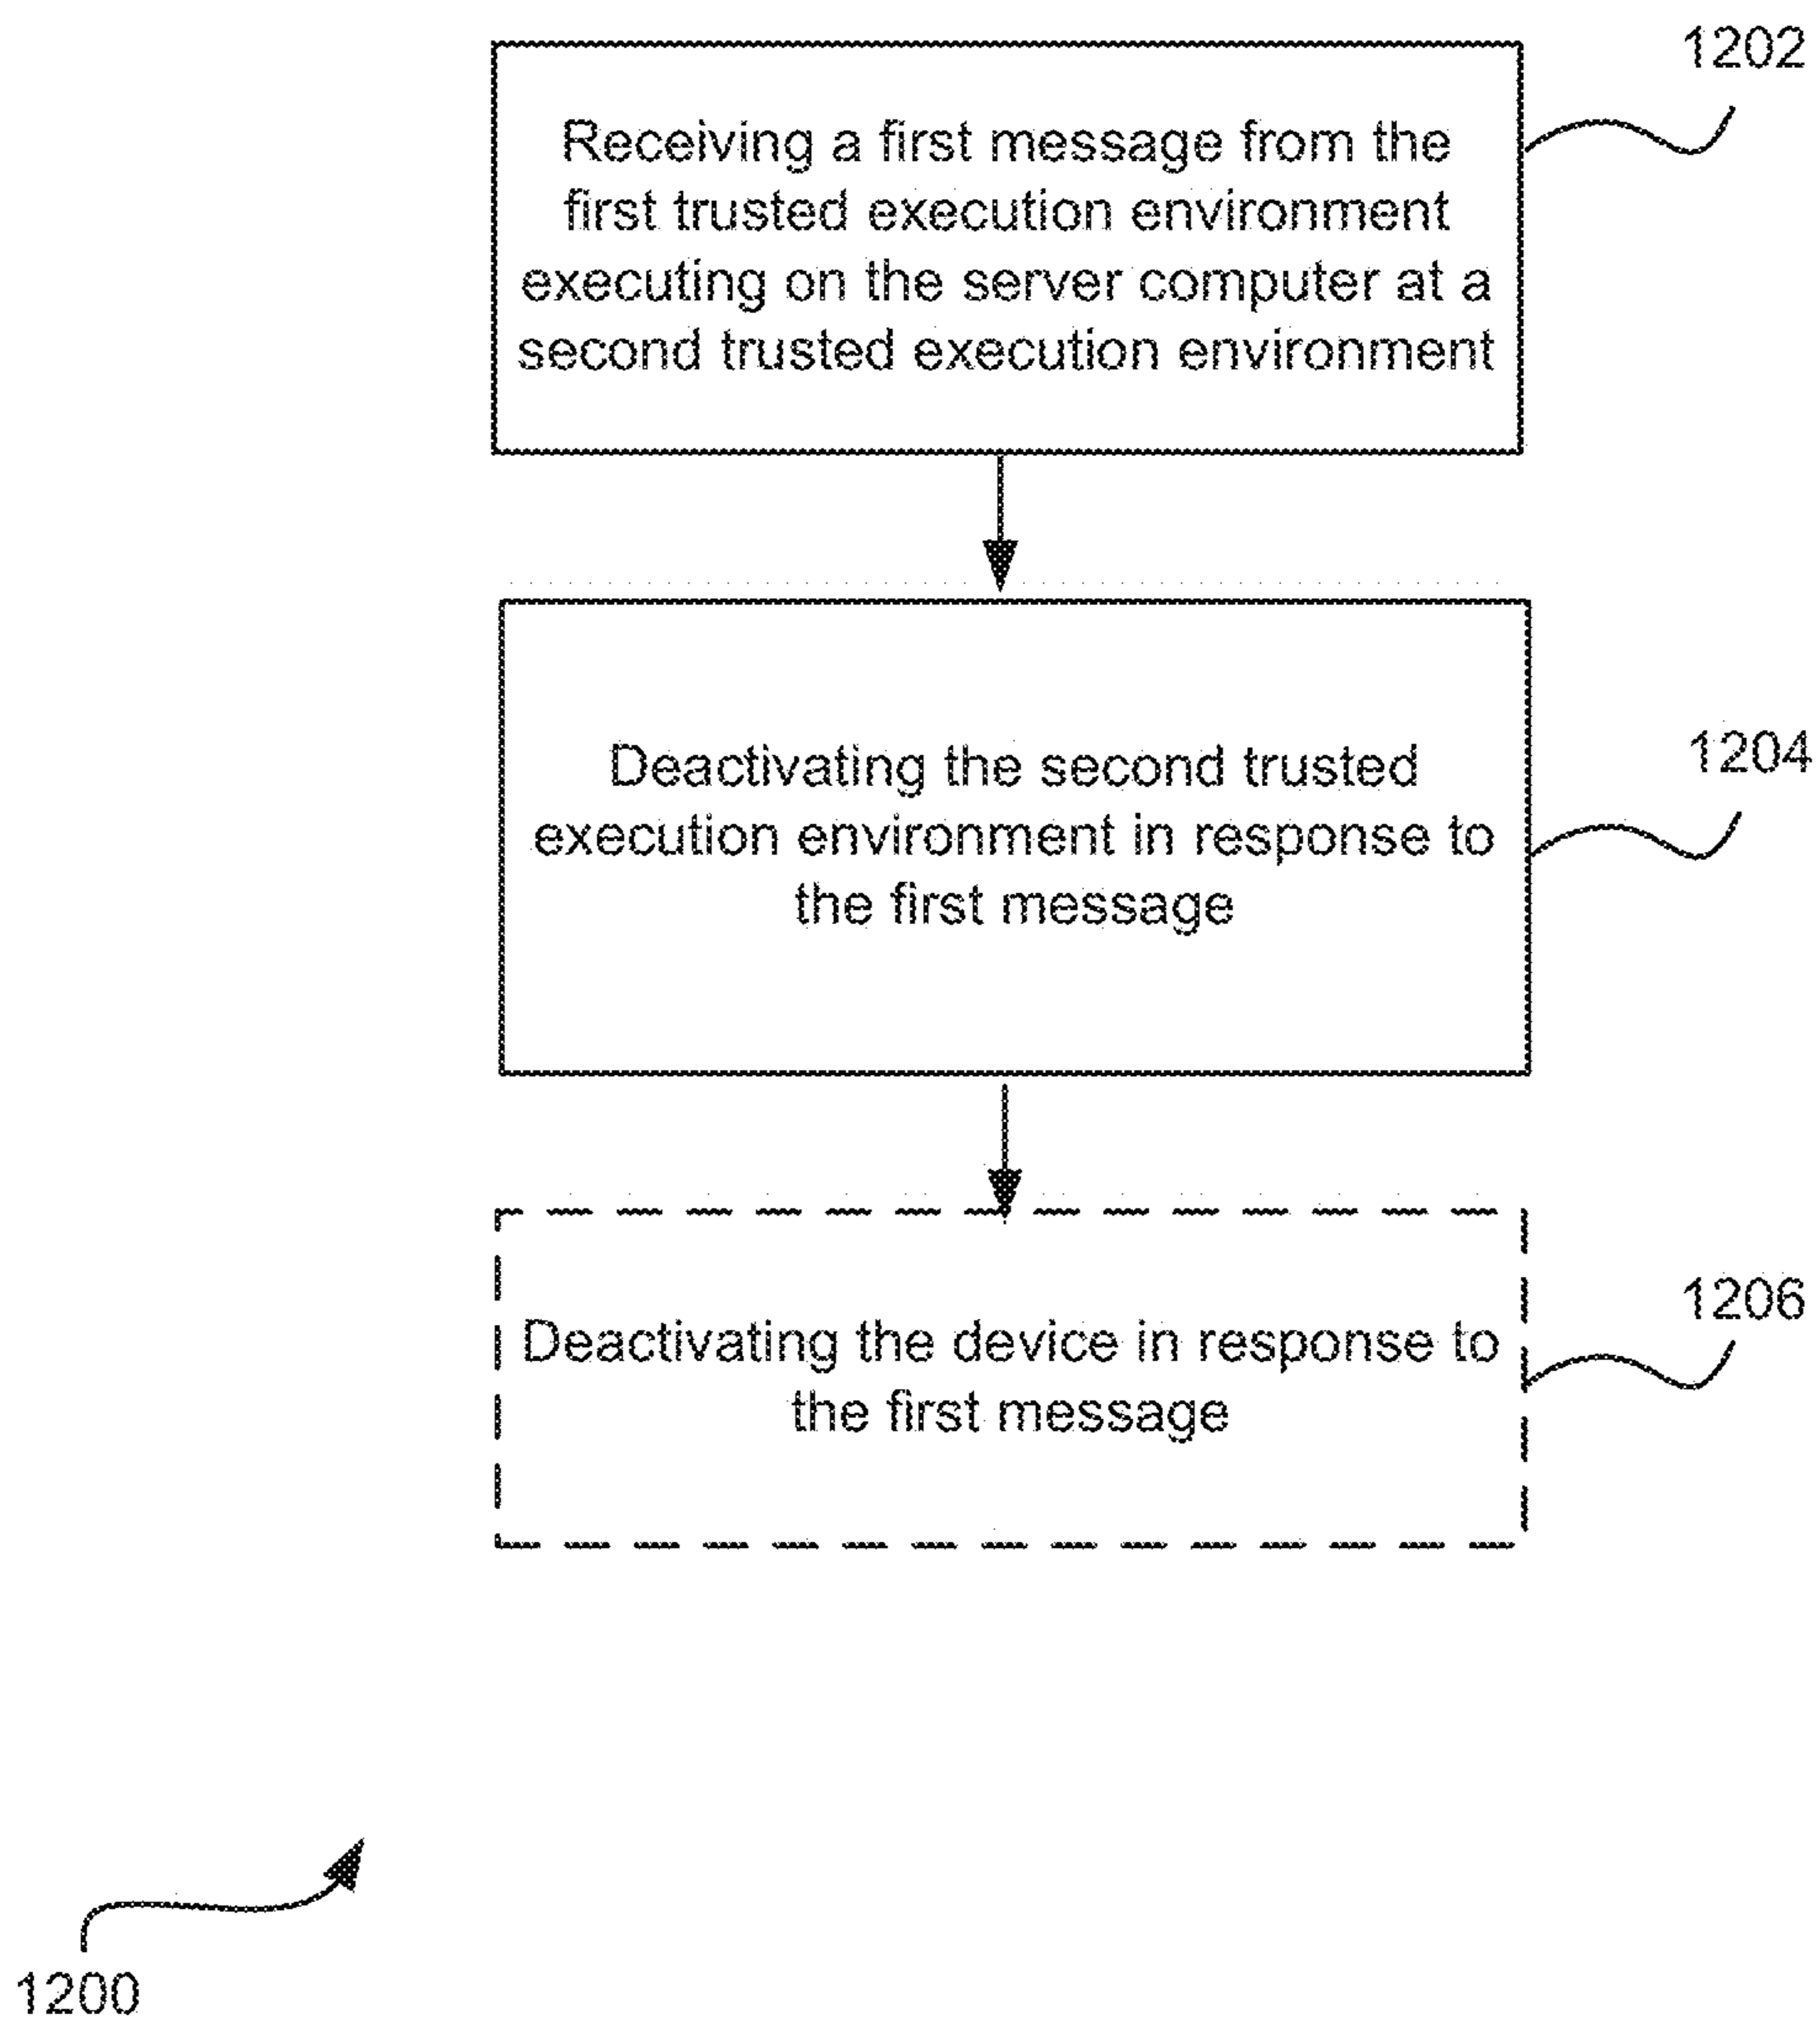 1202
Receiving a first message from the
first trusted execution environment
executing on the server computer at a
second trusted execution environment
1204
Deactivating the second trusted
execution environment in response to
the first message
1206
Deactivating the device in response to
the first message
1200